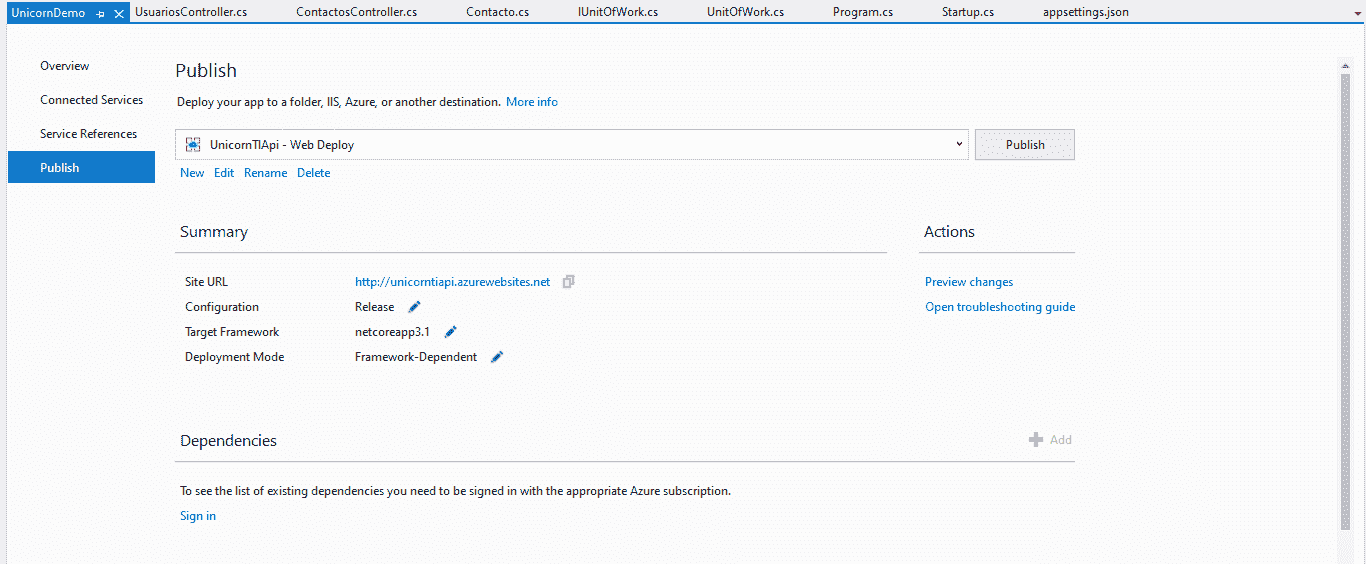 UnicornDemo UsuariosController.cs ContactosController.cs Contacto.cs IUnitOfWork.cs UnitOfWork.cs Program.cs Startup.cs appsettings.json
Overview
Connected Services
Service References
Publish
Publish
Deploy your app to a folder, IIS, Azure, or another destination. More info
UnicornTIApi - Web Deploy Publish
New Edit Rename Delete
Summary
Site URL http://unicorntiapi.azurewebsites.net
Configuration Release
Target Framework netcoreapp3.1
Deployment Mode Framework-Dependent
Actions
Preview changes
Open troubleshooting guide
Dependencies Add
To see the list of existing dependencies you need to be signed in with the appropriate Azure subscription.
Sign in